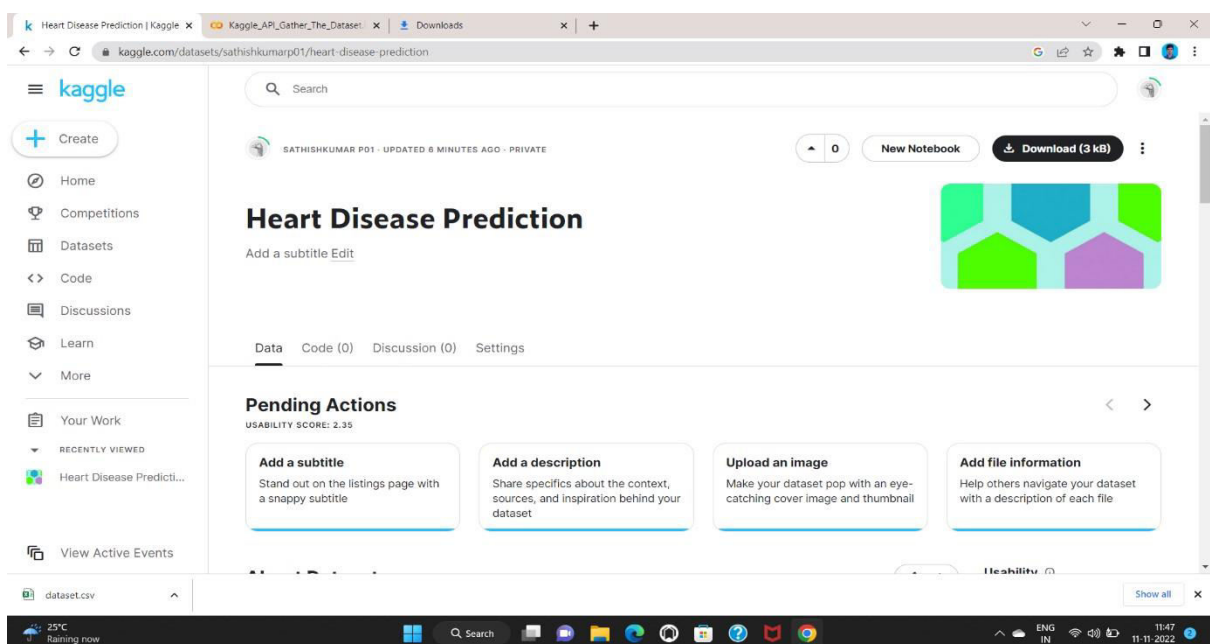 Heart Disease Prediction | Kaggle
Kaggle_API_Gather_The_Dataset.
Downloads
kaggle.com/datasets/sathishkumarp01/heart-disease-prediction
kaggle
Search
Create
SATHISHKUMAR P01 · UPDATED 6 MINUTES AGO · PRIVATE
0
New Notebook
Download (3 kB)
Home
Competitions
Datasets
Code
Discussions
Learn
More
Your Work
RECENTLY VIEWED
Heart Disease Predicti...
View Active Events
Heart Disease Prediction
Add a subtitle Edit
Data Code (0) Discussion (0) Settings
Pending Actions
USABILITY SCORE: 2.35
Add a subtitle
Stand out on the listings page with
a snappy subtitle
Add a description
Share specifics about the context,
sources, and inspiration behind your
dataset
Upload an image
Make your dataset pop with an eye-
catching cover image and thumbnail
Add file information
Help others navigate your dataset
with a description of each file
Usability
dataset.csv
Show all
25°C
Raining now
Search
ENG
IN
11:47
11-11-2022
2